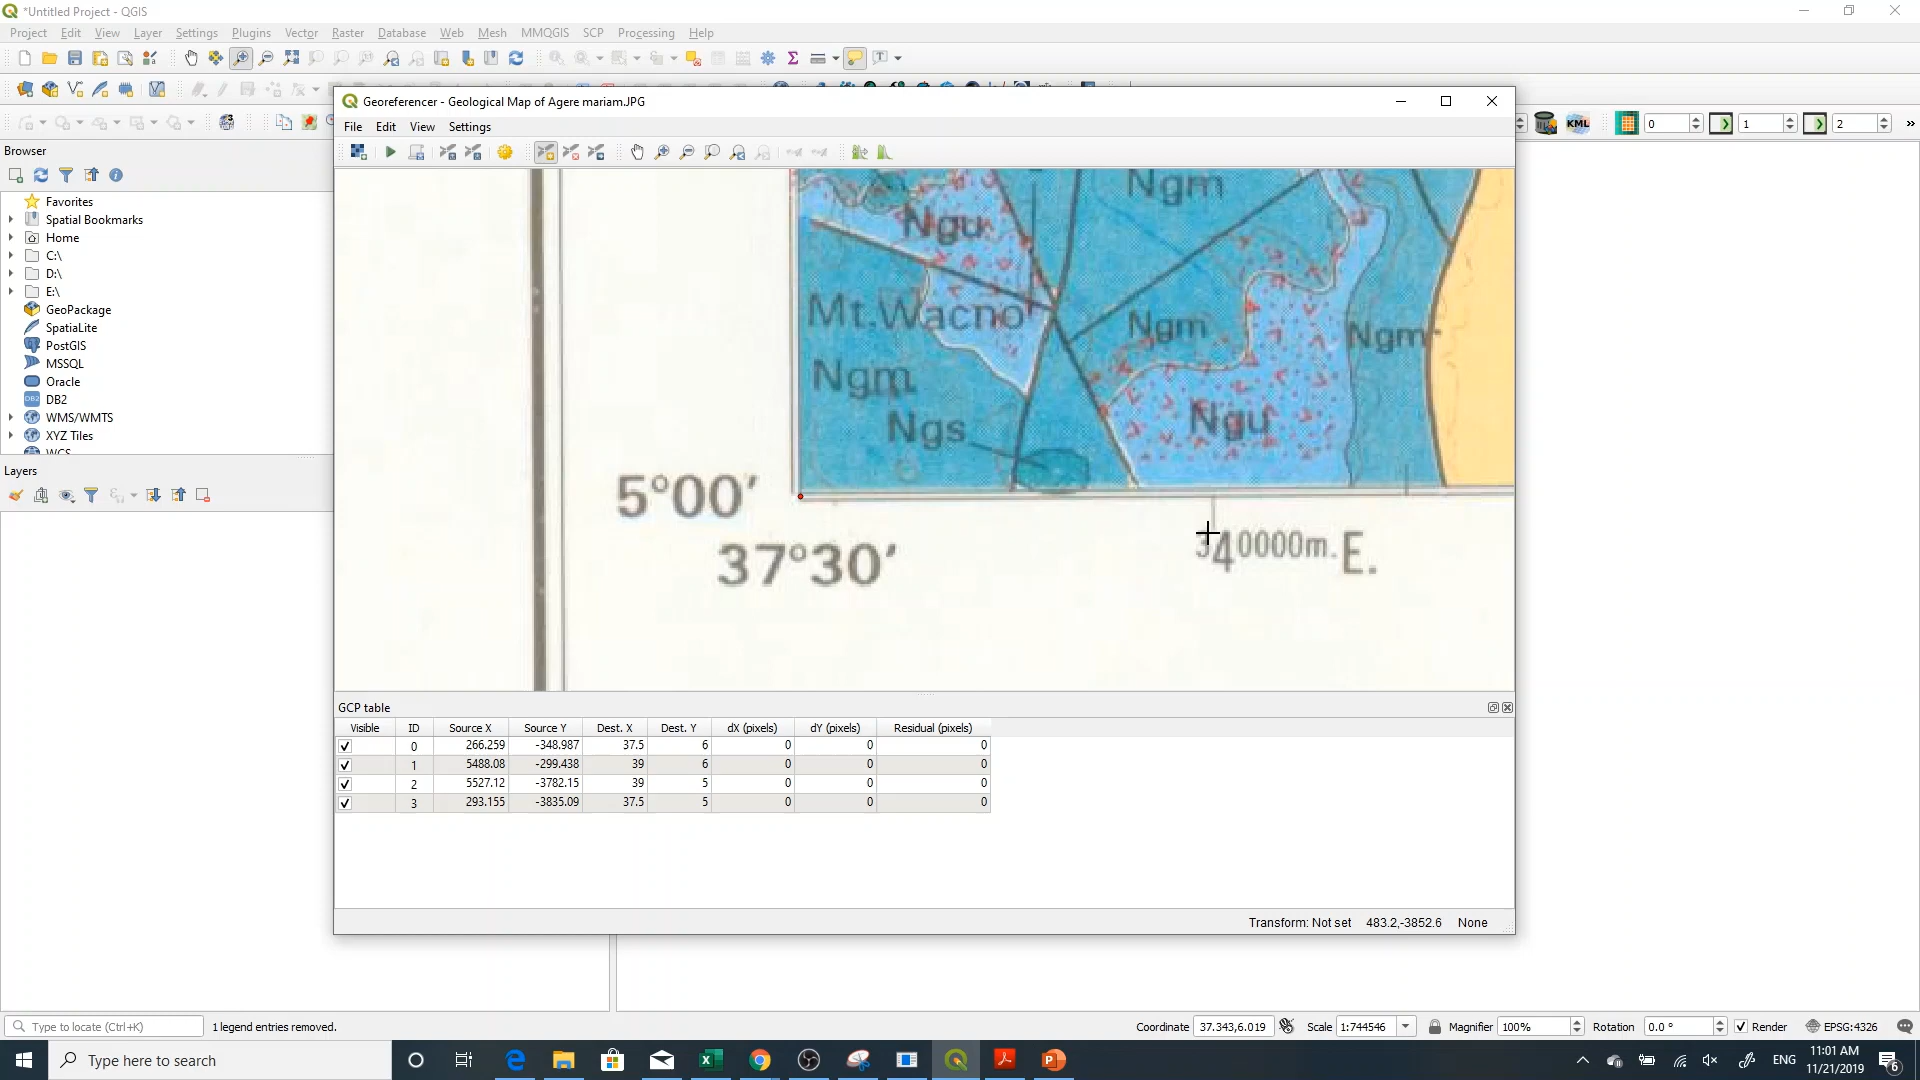 *Untitled Project - QGIS
Project Edit View Layer Settings Plugins Vector Raster Database Web Mesh MMQGIS SCP Processing Help
KML 0 1 2 »
Georeferencer - Geological Map of Agere mariam.JPG
File Edit View Settings
Browser
Favorites
Spatial Bookmarks
Home
C:\
D:\
E:\
GeoPackage
SpatiaLite
PostGIS
MSSQL
Oracle
DB2 DB2
WMS/WMTS
XYZ Tiles
WCS
Layers
Ngm
Ngu
Mt.Wacno
Ngm
Ngm
Ngm
Ngs
Ngu
5°00′
37°30′
340000m.E.
GCP table
Visible ID Source X Source Y Dest. X Dest. Y dX (pixels) dY (pixels) Residual (pixels)
0 266.259 -348.987 37.5 6 0 0 0
1 5488.08 -299.438 39 6 0 0 0
2 5527.12 -3782.15 39 5 0 0 0
3 293.155 -3835.09 37.5 5 0 0 0
Transform: Not set 483.2,-3852.6 None
Type to locate (Ctrl+K) 1 legend entries removed. Coordinate 37.343,6.019 Scale 1:744546 Magnifier 100% Rotation 0.0 ° Render EPSG:4326
Type here to search
ENG
11:01 AM
11/21/2019
6